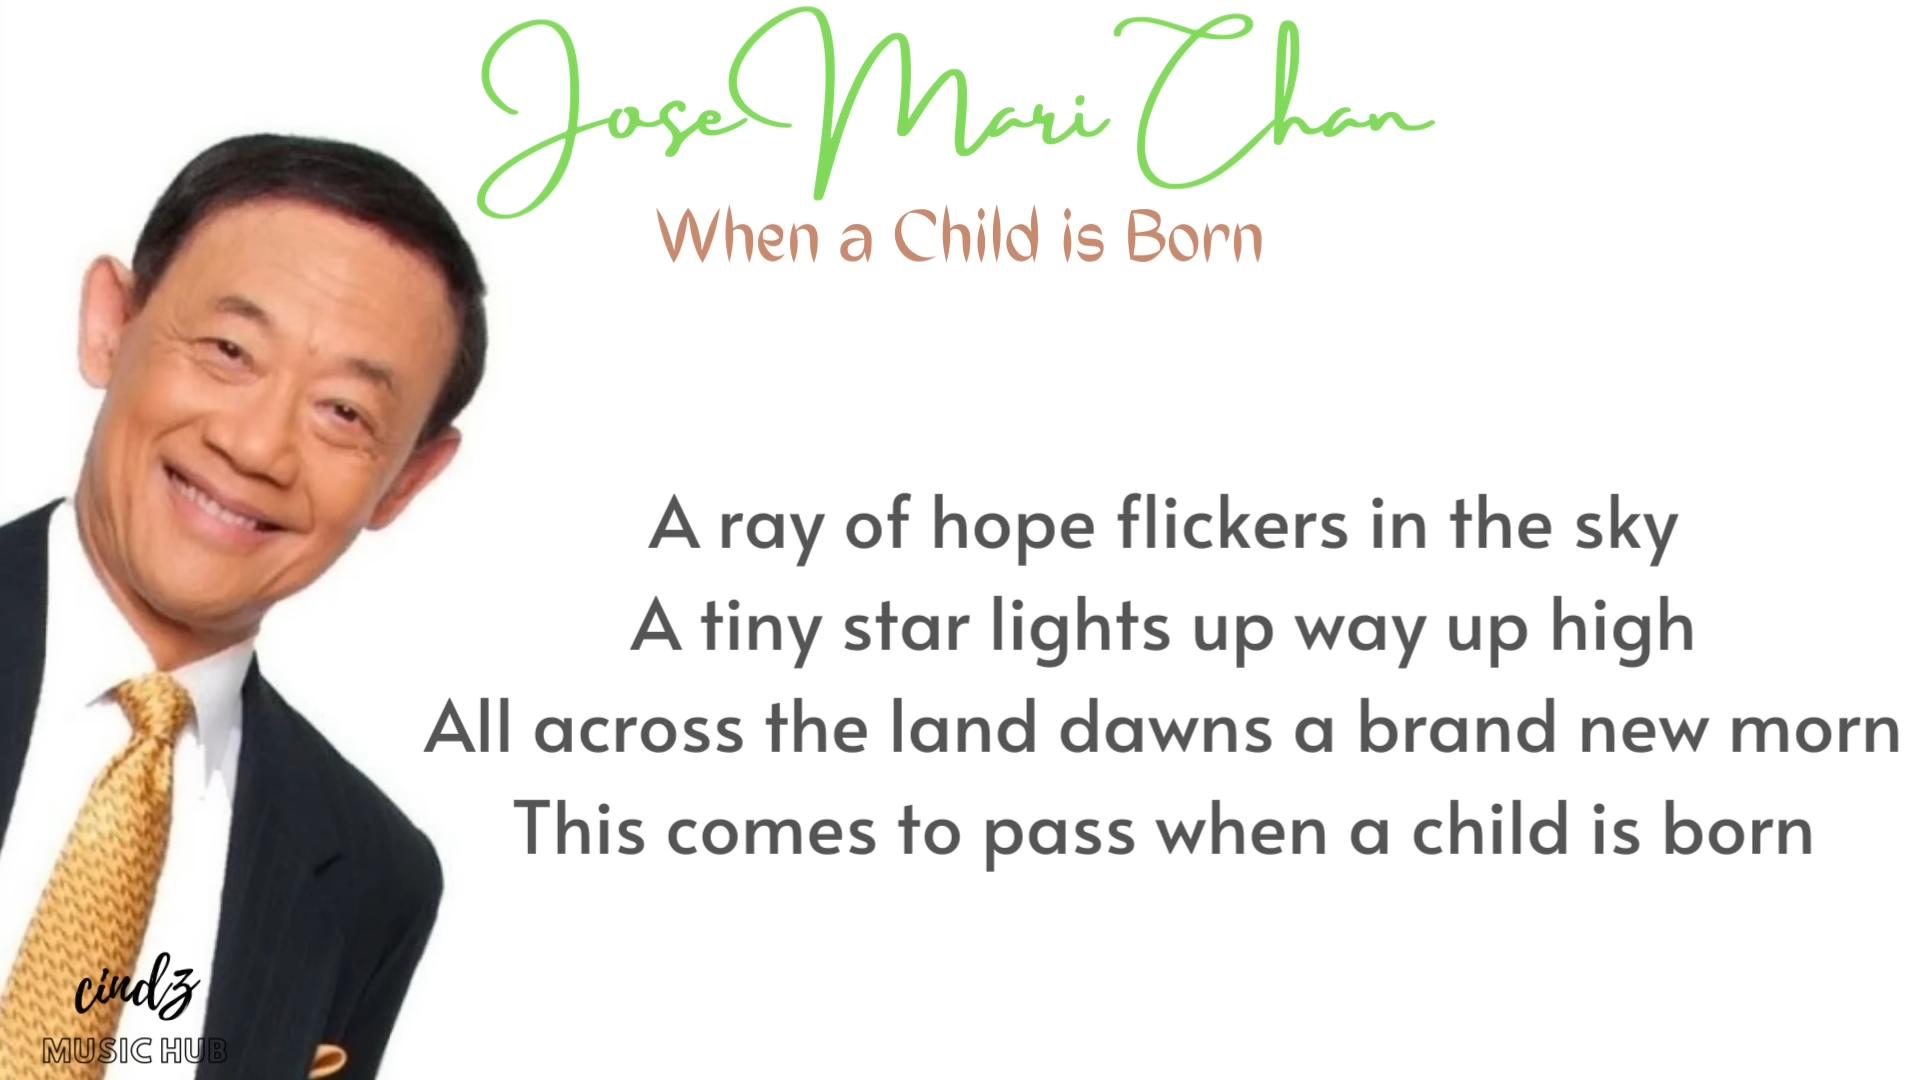 Jose Mari Chan
When a Child is Born
A ray of hope flickers in the sky
A tiny star lights up way up high
All across the land dawns a brand new morn
This comes to pass when a child is born
cindz
MUSIC HUB